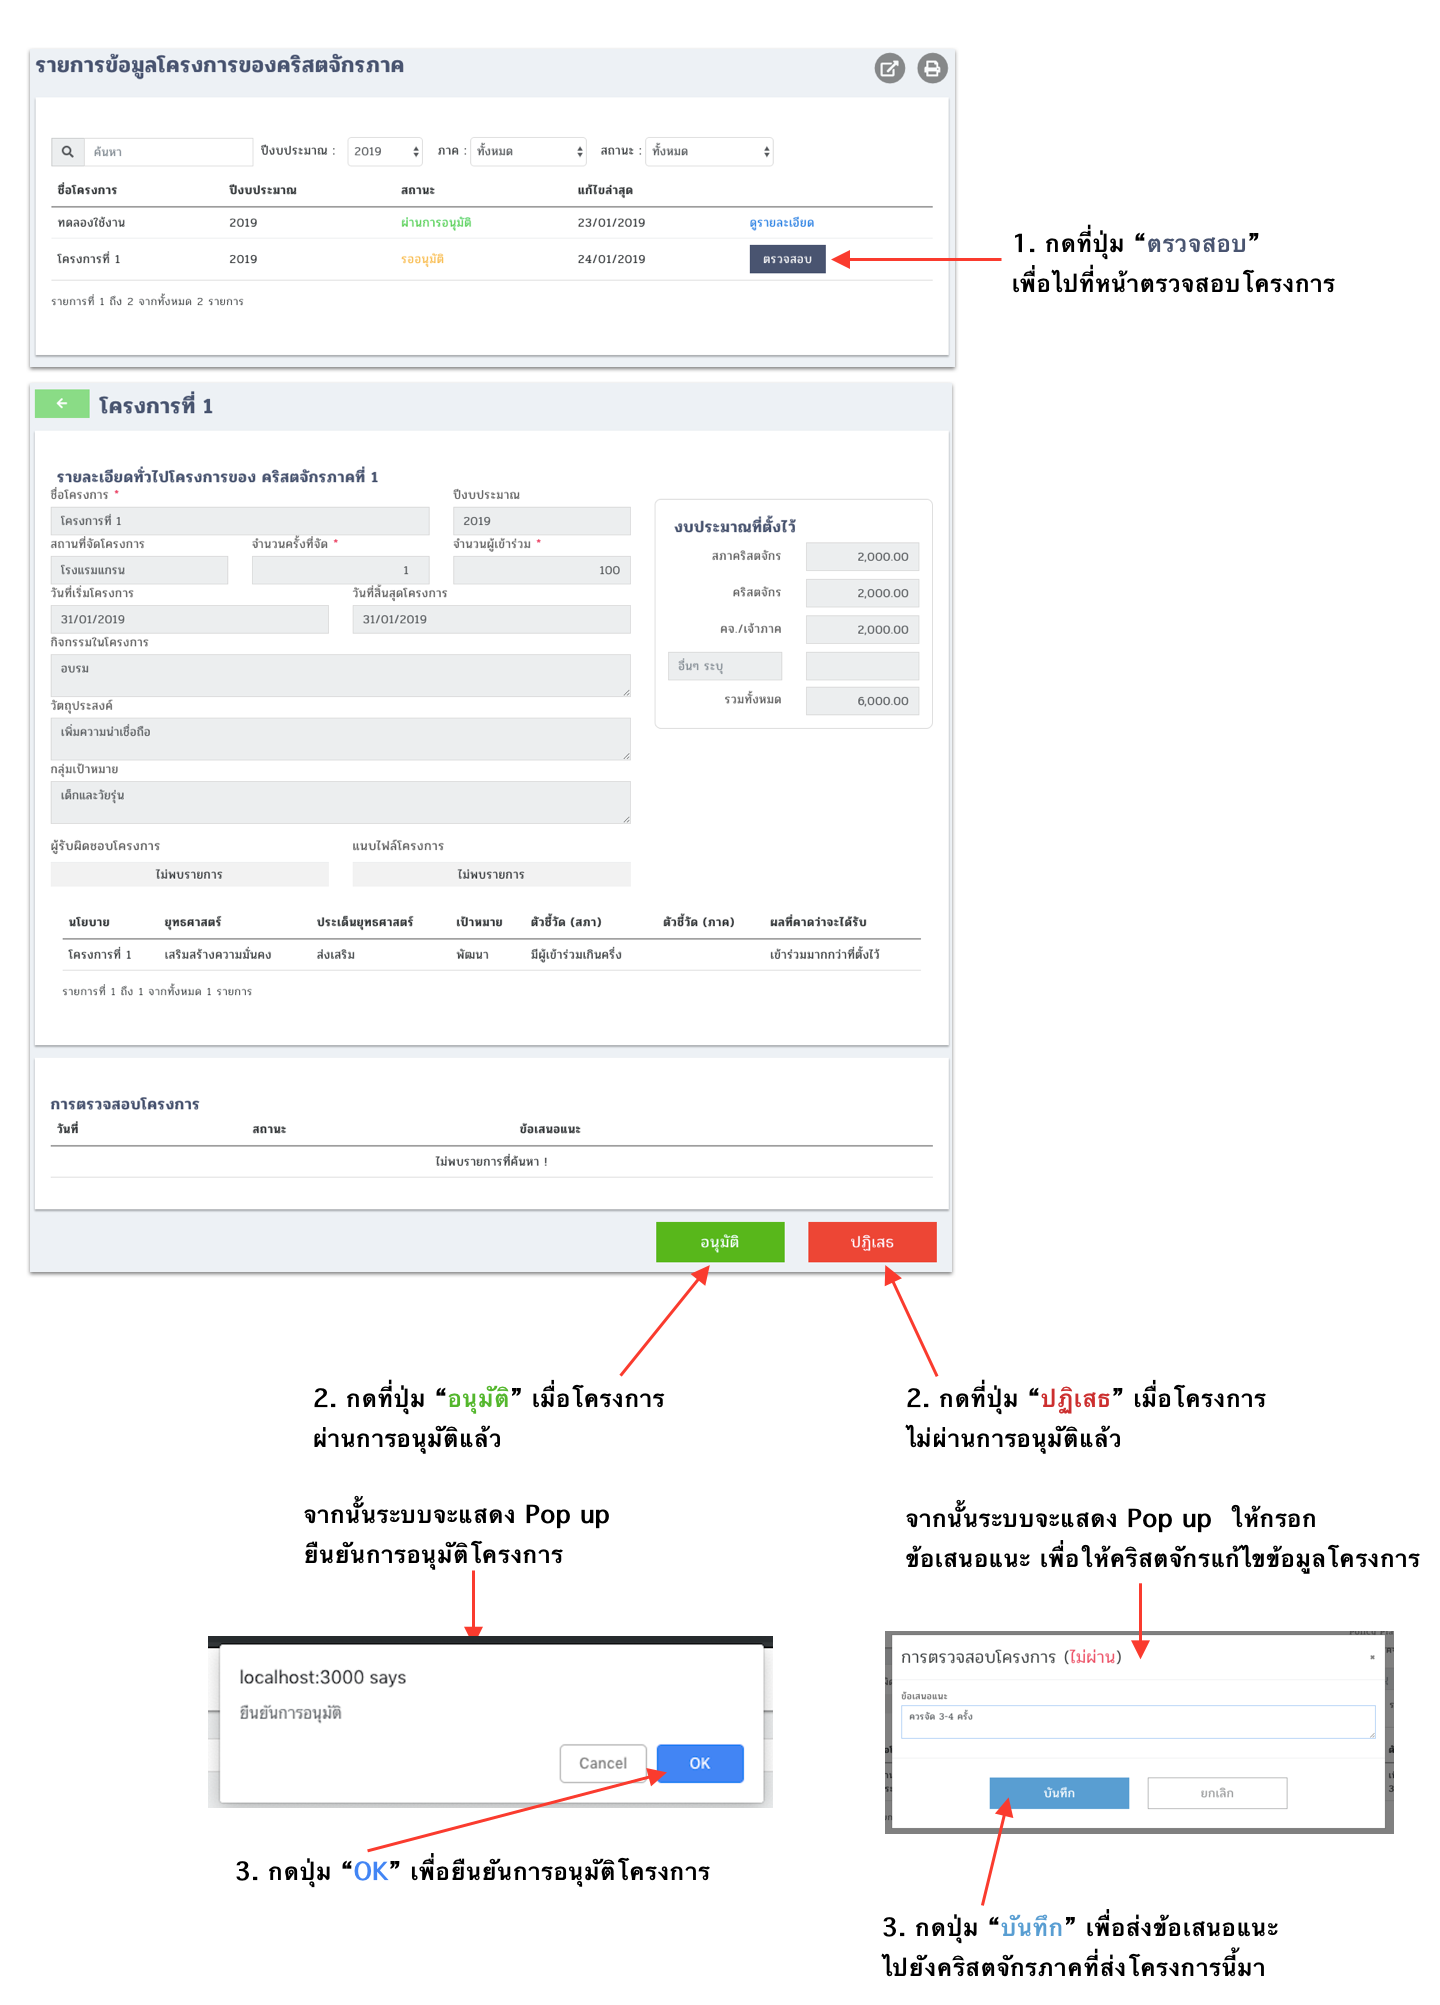 รายการข้อมูลโครงการของคริสตจักรภาค
ค้นหา ปีงบประมาณ : 2019 ภาค : ทั้งหมด สถานะ : ทั้งหมด
ชื่อโครงการ ปีงบประมาณ สถานะ แก้ไขล่าสุด
ทดลองใช้งาน 2019 ผ่านการอนุมัติ 23/01/2019 ดูรายละเอียด
โครงการที่ 1 2019 รออนุมัติ 24/01/2019 ตรวจสอบ
รายการที่ 1 ถึง 2 จากทั้งหมด 2 รายการ
1. กดที่ปุ่ม “ตรวจสอบ”
เพื่อไปที่หน้าตรวจสอบโครงการ
โครงการที่ 1
รายละเอียดทั่วไปโครงการของ คริสตจักรภาคที่ 1
ชื่อโครงการ * ปีงบประมาณ
โครงการที่ 1 2019
สถานที่จัดโครงการ จำนวนครั้งที่จัด * จำนวนผู้เข้าร่วม *
โรงแรมแกรน 1 100
วันที่เริ่มโครงการ วันที่สิ้นสุดโครงการ
31/01/2019 31/01/2019
กิจกรรมในโครงการ
อบรม
วัตถุประสงค์
เพิ่มความน่าเชื่อถือ
กลุ่มเป้าหมาย
เด็กและวัยรุ่น
ผู้รับผิดชอบโครงการ แนบไฟล์โครงการ
ไม่พบรายการ ไม่พบรายการ
งบประมาณที่ตั้งไว้
สภาคริสตจักร 2,000.00
คริสตจักร 2,000.00
คจ./เจ้าภาค 2,000.00
อื่นๆ ระบุ
รวมทั้งหมด 6,000.00
นโยบาย ยุทธศาสตร์ ประเด็นยุทธศาสตร์ เป้าหมาย ตัวชี้วัด (สภา) ตัวชี้วัด (ภาค) ผลที่คาดว่าจะได้รับ
โครงการที่ 1 เสริมสร้างความมั่นคง ส่งเสริม พัฒนา มีผู้เข้าร่วมเกินครึ่ง เข้าร่วมมากกว่าที่ตั้งไว้
รายการที่ 1 ถึง 1 จากทั้งหมด 1 รายการ
การตรวจสอบโครงการ
วันที่ สถานะ ข้อเสนอแนะ
ไม่พบรายการที่ค้นหา !
อนุมัติ ปฏิเสธ
2. กดที่ปุ่ม “อนุมัติ” เมื่อโครงการ
ผ่านการอนุมัติแล้ว
จากนั้นระบบจะแสดง Pop up
ยืนยันการอนุมัติโครงการ
localhost:3000 says
ยืนยันการอนุมัติ
Cancel OK
3. กดปุ่ม “OK” เพื่อยืนยันการอนุมัติโครงการ
2. กดที่ปุ่ม “ปฏิเสธ” เมื่อโครงการ
ไม่ผ่านการอนุมัติแล้ว
จากนั้นระบบจะแสดง Pop up ให้กรอก
ข้อเสนอแนะ เพื่อให้คริสตจักรแก้ไขข้อมูลโครงการ
การตรวจสอบโครงการ (ไม่ผ่าน)
ข้อเสนอแนะ
ควรจัด 3-4 ครั้ง
บันทึก ยกเลิก
3. กดปุ่ม “บันทึก” เพื่อส่งข้อเสนอแนะ
ไปยังคริสตจักรภาคที่ส่งโครงการนี้มา